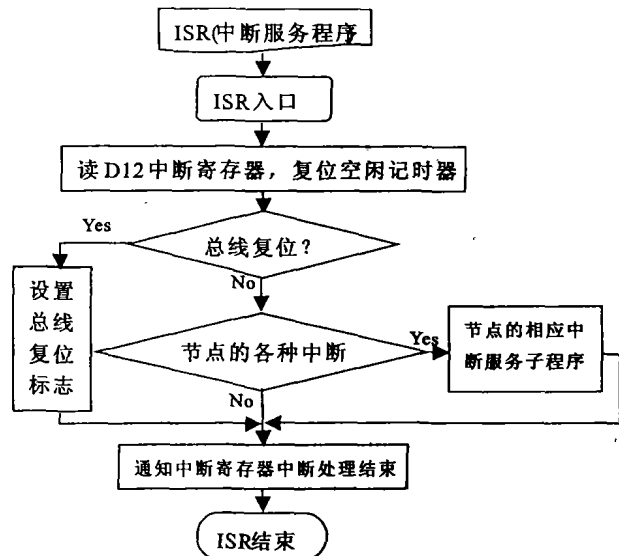 ISR(中断服务程序
ISR入口
读D12中断寄存器，复位空闲记时器
Yes
总线复位？
No
设置
总线
复位
标志
节点的各种中断
Yes
节点的相应中
断服务子程序
No
通知中断寄存器中断处理结束
ISR结束